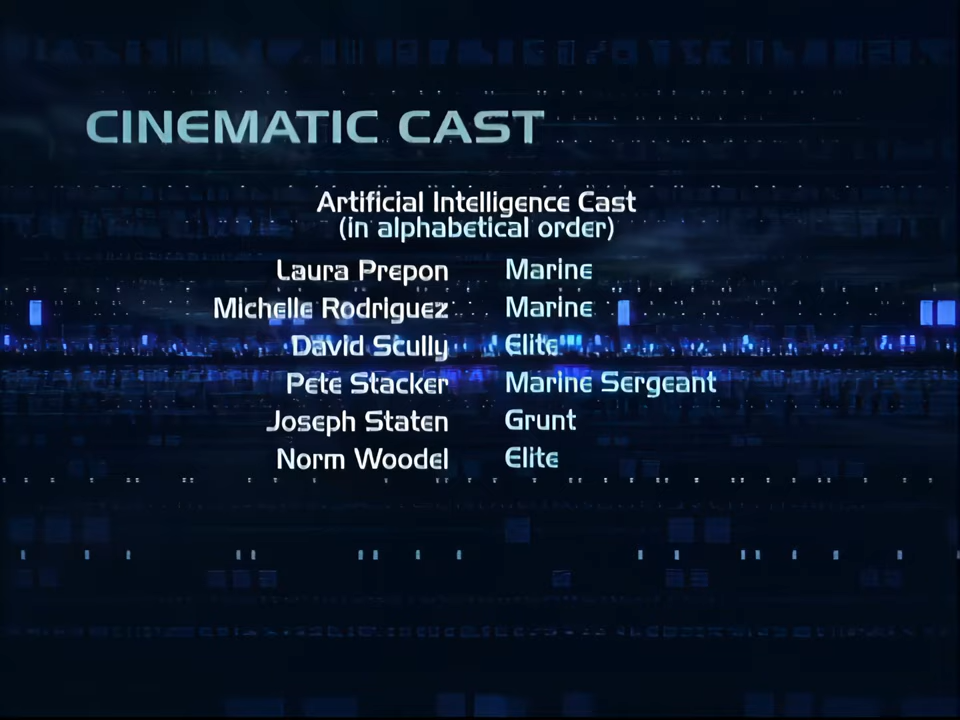 CINEMATIC CAST
Artificial Intelligence Cast
(in alphabetical order)
Laura Prepon Marine
Michelle Rodriguez Marine
David Scully Elite
Pete Stacker Marine Sergeant
Joseph Staten Grunt
Norm Woodel Elite